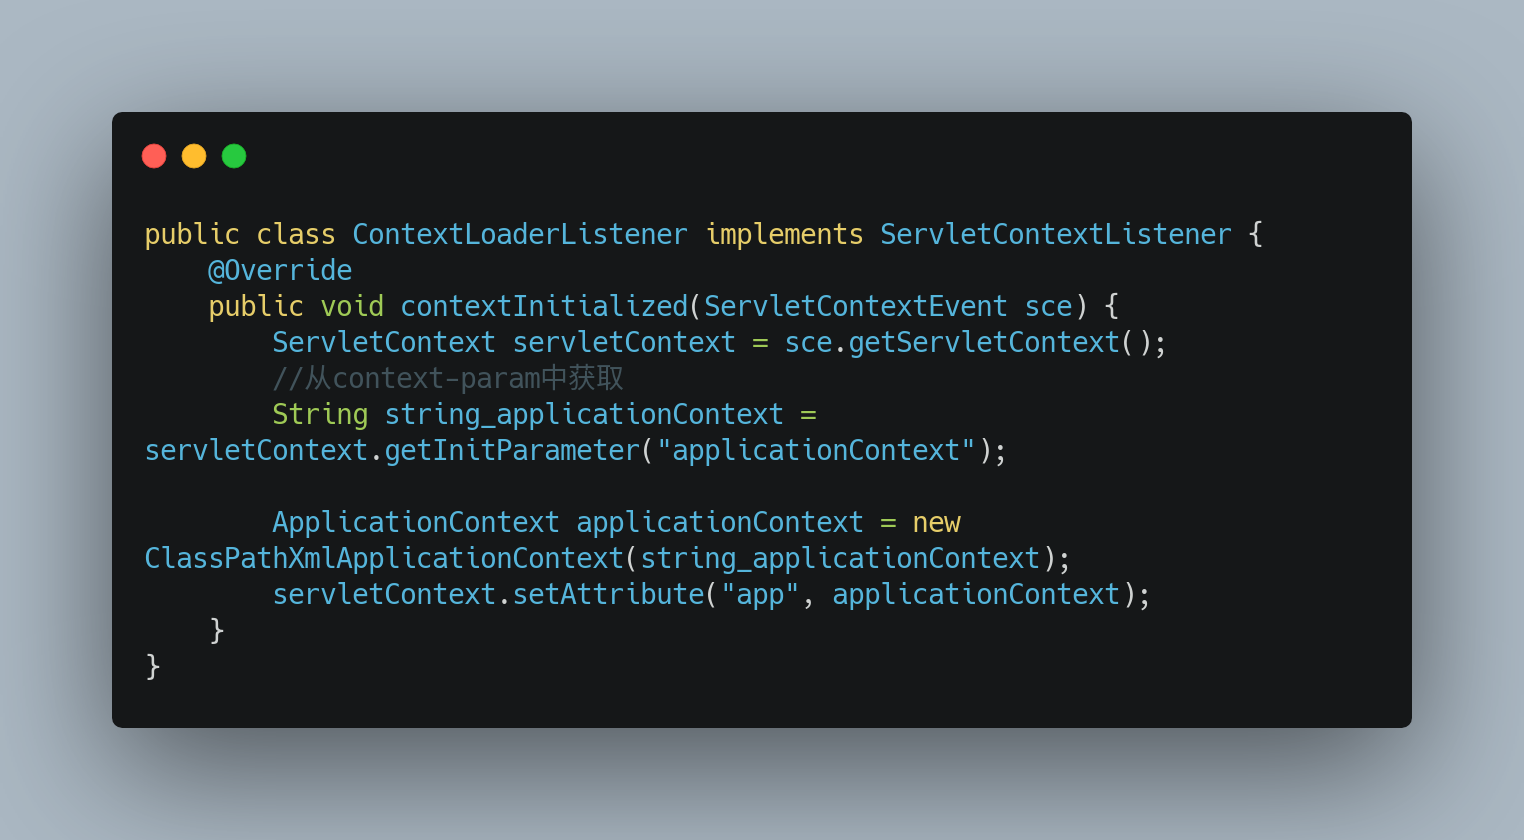 public class ContextLoaderListener implements ServletContextListener {
    @Override
    public void contextInitialized(ServletContextEvent sce) {
        ServletContext servletContext = sce.getServletContext();
        //从context-param中获取
        String string_applicationContext =
servletContext.getInitParameter("applicationContext");

        ApplicationContext applicationContext = new
ClassPathXmlApplicationContext(string_applicationContext);
        servletContext.setAttribute("app", applicationContext);
    }
}